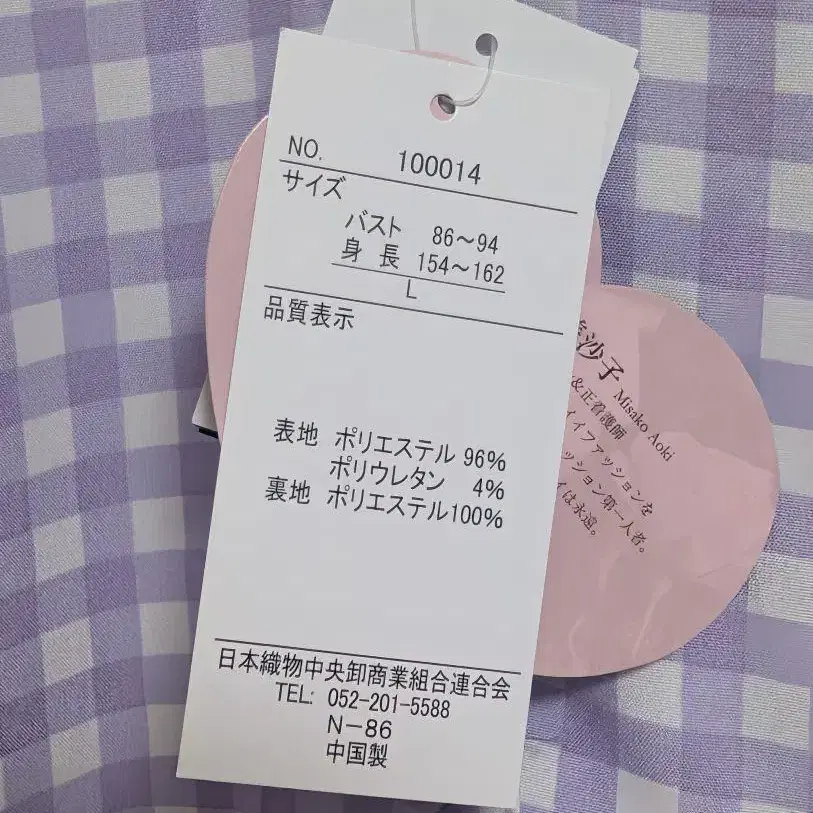 NO. 100014
サイズ
バスト 86〜94
身 長 154〜162
L
品質表示
表地 ポリエステル 96%
ポリウレタン 4%
裏地 ポリエステル100%
日本織物中央卸商業組合連合会
TEL: 052-201-5588
N-86
中国製
沙子 Misako Aoki
&正看護師
イイファッションを
ッション第一人者。
イは永遠。